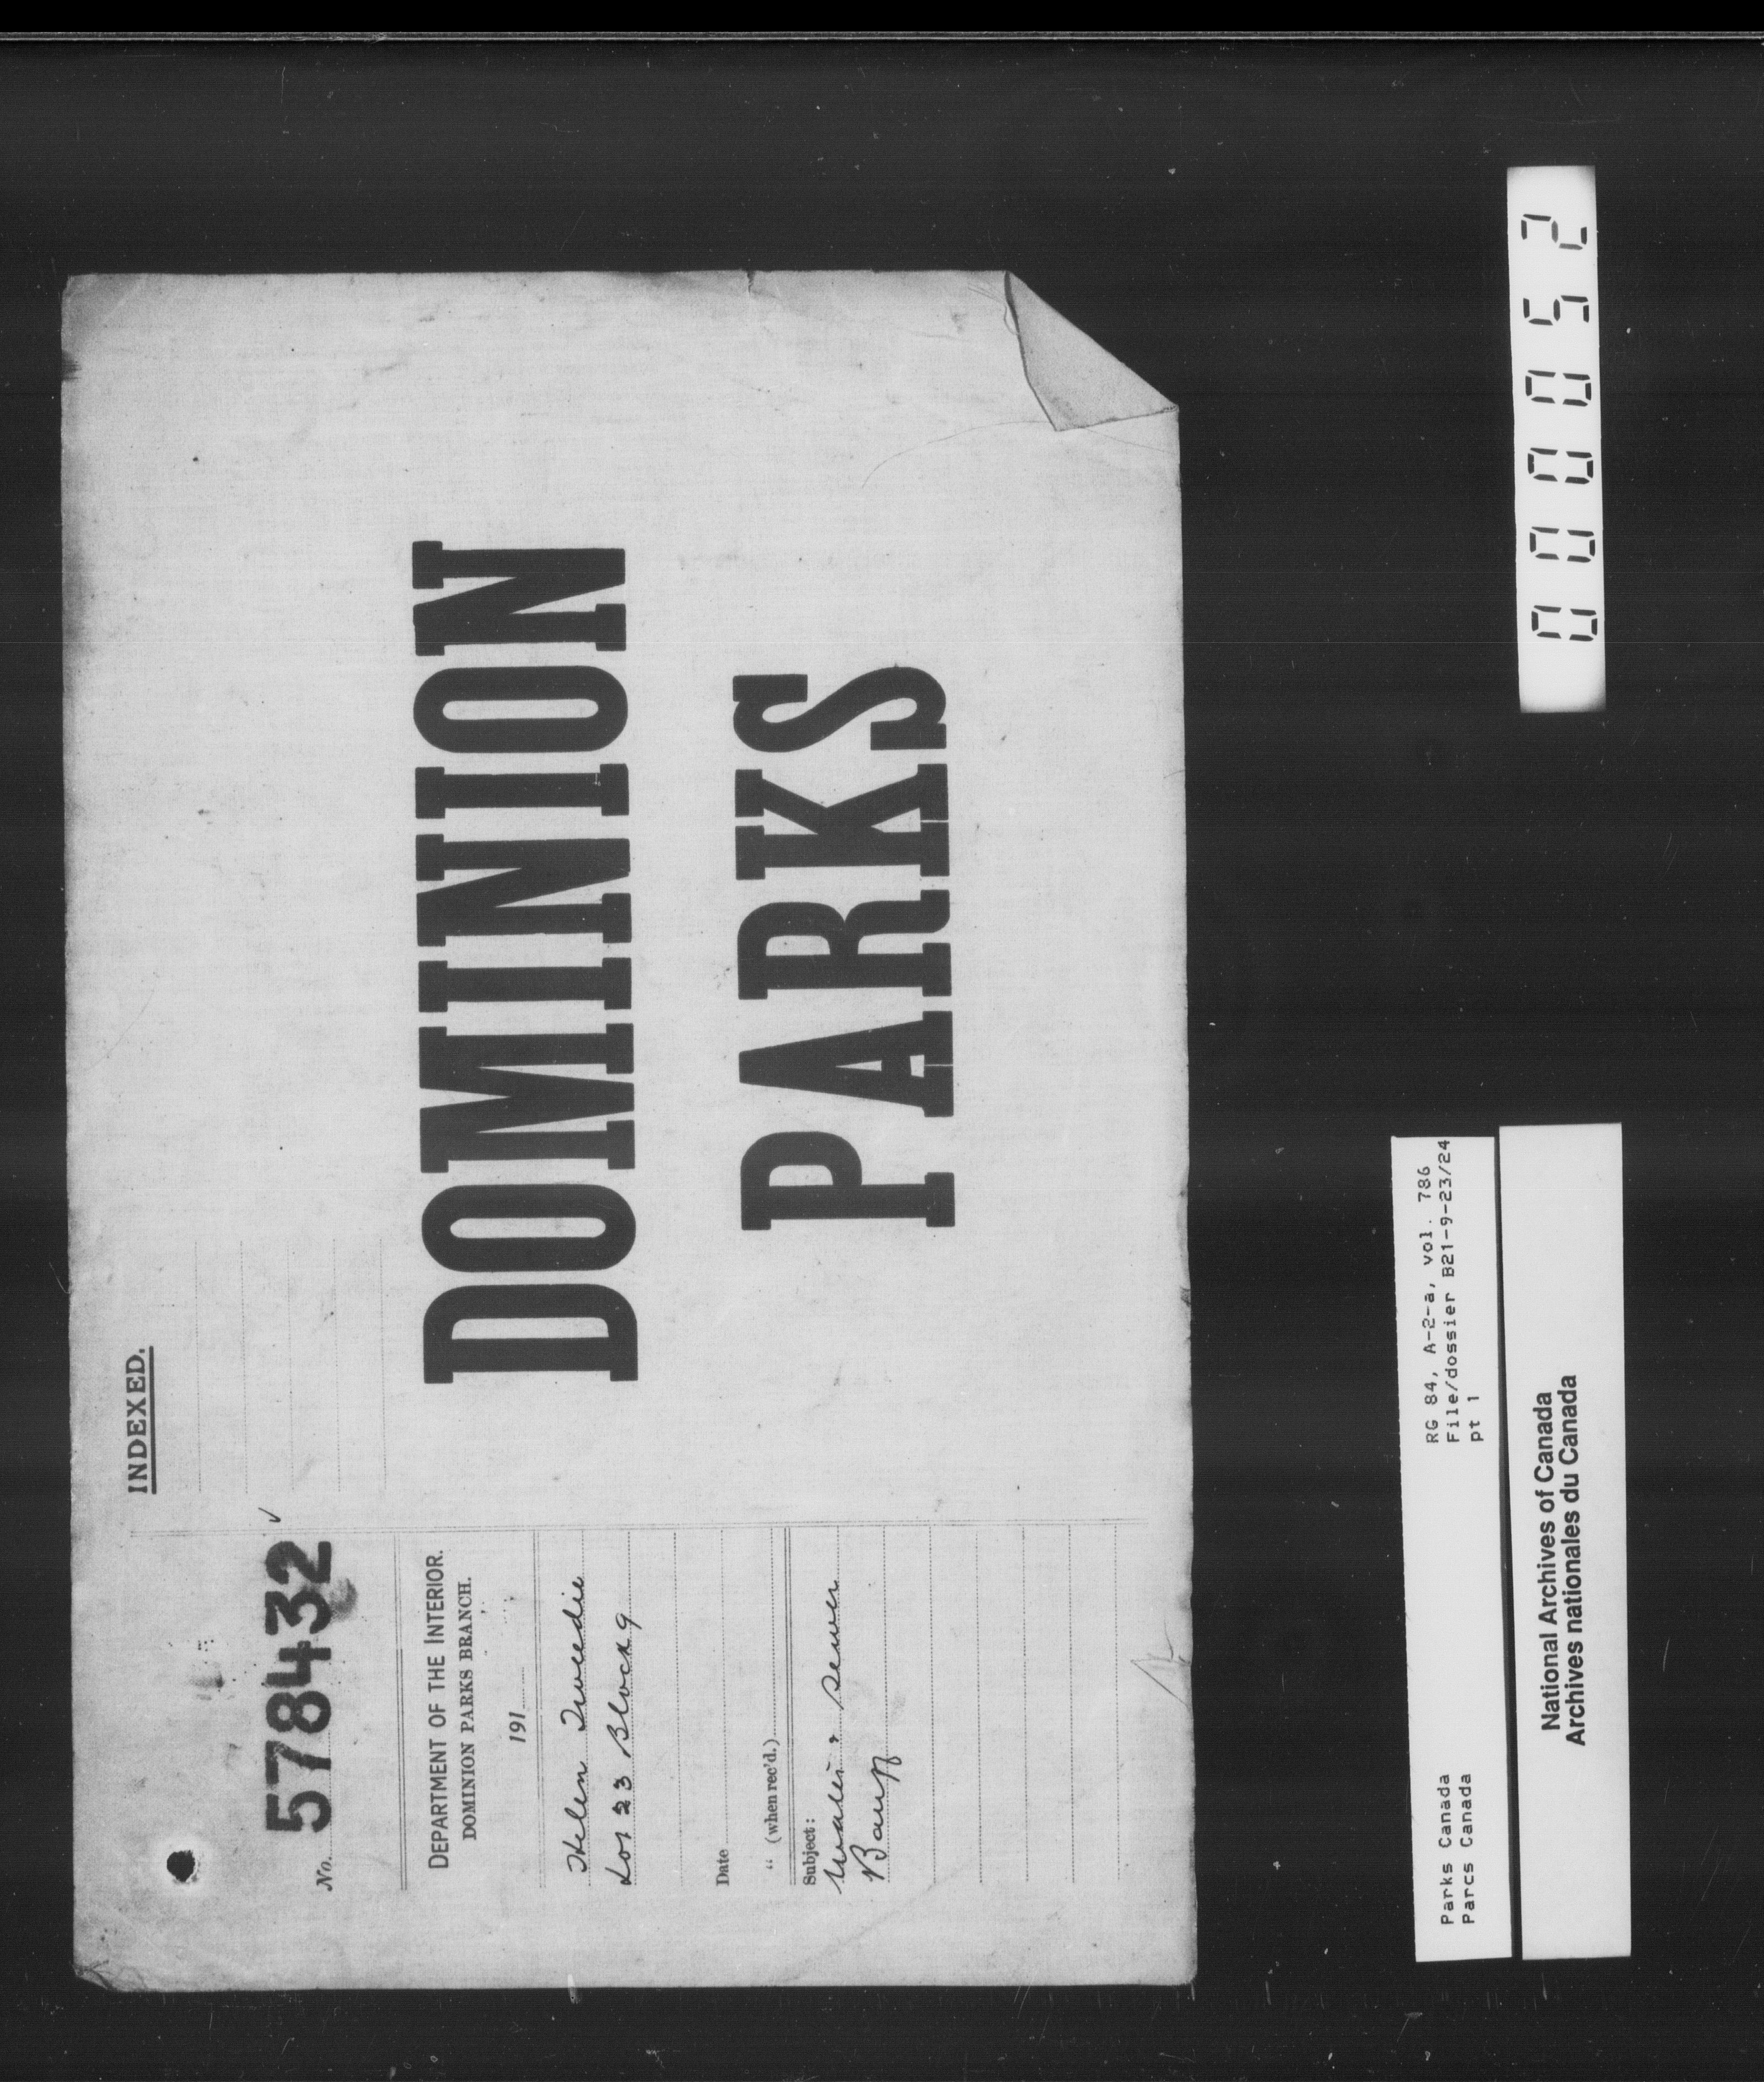 INDEXED.
No. 578432
DEPARTMENT OF THE INTERIOR.
DOMINION PARKS BRANCH.
191
Helen Tweedie
Lot 23 Block 9
Date
" (when rec'd.)
Subject:
Water & Sewer
Banff
DOMINION
PARKS
Parks Canada
Parcs Canada
RG 84, A-2-a, vol. 786
File/dossier B21-9-23/24
pt 1
National Archives of Canada
Archives nationales du Canada
000052